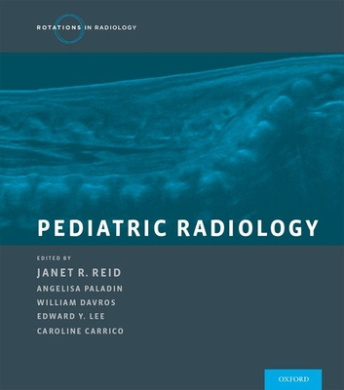 ROTATIONS IN RADIOLOGY
PEDIATRIC RADIOLOGY
EDITED BY
JANET R. REID
ANGELISA PALADIN
WILLIAM DAVROS
EDWARD Y. LEE
CAROLINE CARRICO
OXFORD